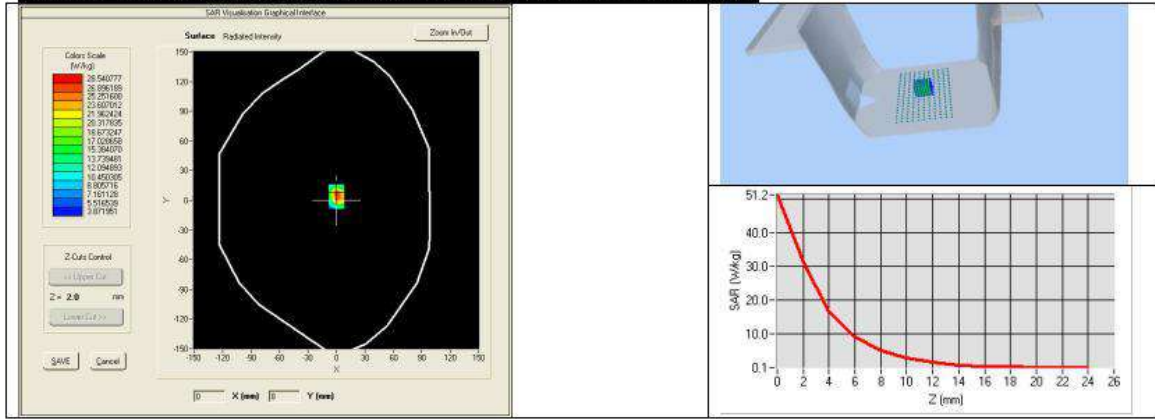 SAR Visualisation Graphical Interface
Surface Radiated Intensity
Zoom In/Out
Colors Scale
(W/kg)
28.540777
26.896189
25.251600
23.607012
21.962424
20.317835
18.673247
17.028658
15.384070
13.739481
12.094893
10.450305
8.805716
7.161128
5.516539
3.871951
Z-Cuts Control
<< Upper Cut
Z = 2.0 mm
Lower Cut >>
SAVE Cancel
150-
120-
90-
60-
30-
0-
-30-
-60-
-90-
-120-
-150-
Y
-150 -120 -90 -60 -30 0 30 60 90 120 150
X
0 X (mm) 0 Y (mm)
51.2-
40.0-
30.0-
20.0-
10.0-
0.1-
SAR (W/kg)
0 2 4 6 8 10 12 14 16 18 20 22 24 26
Z (mm)